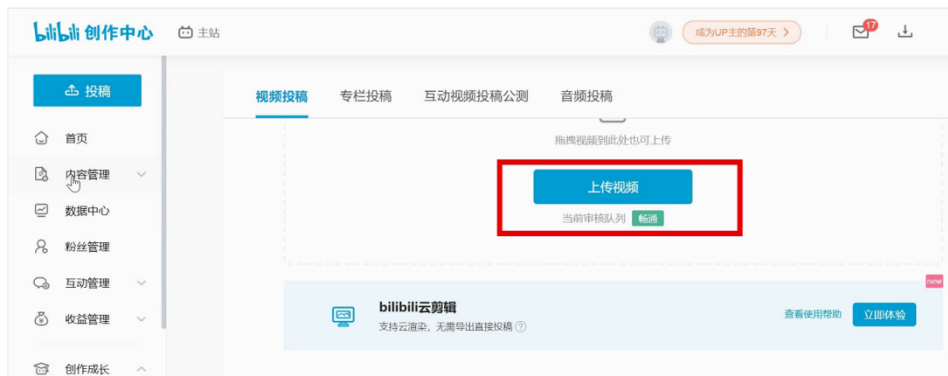 bilibili 创作中心
主站
成为UP主的第97天 >
17
投稿
首页
内容管理
数据中心
粉丝管理
互动管理
收益管理
创作成长
视频投稿
专栏投稿
互动视频投稿公测
音频投稿
拖拽视频到此处也可上传
上传视频
当前审核队列 畅通
new
bilibili云剪辑
支持云渲染，无需导出直接投稿 ?
查看使用帮助
立即体验